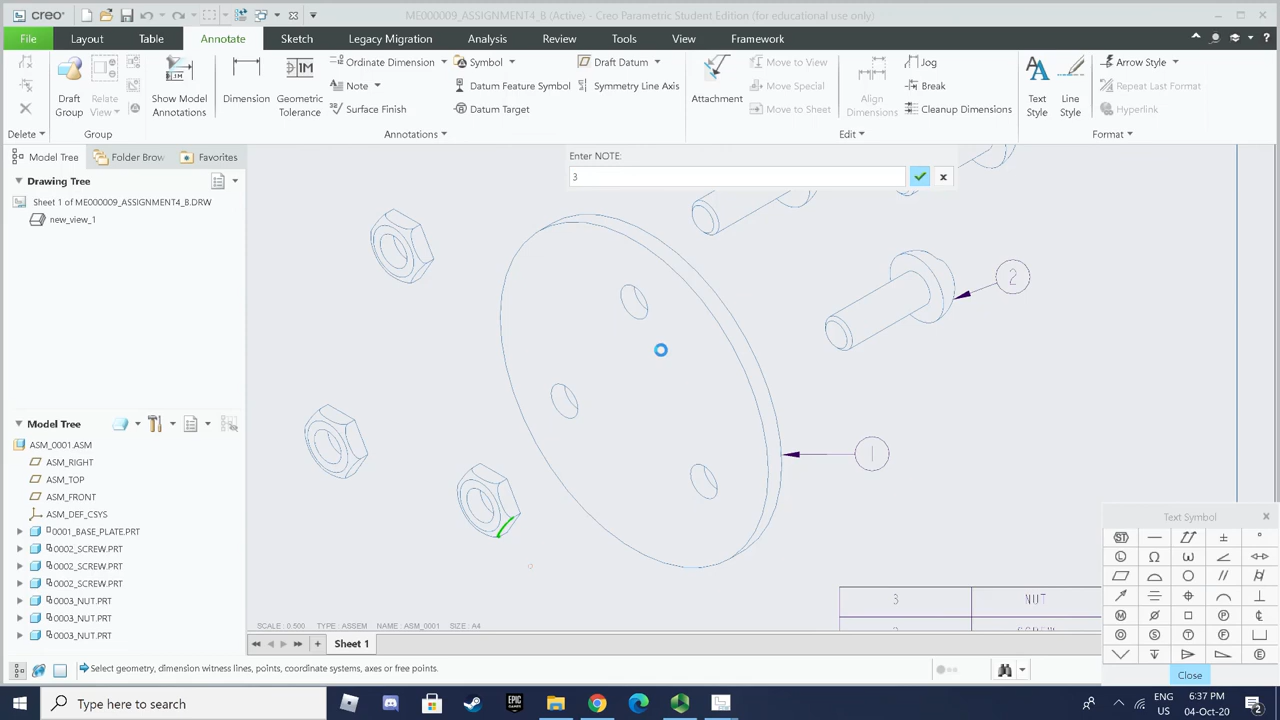 creo ME000009_ASSIGNMENT4_B (Active) - Creo Parametric Student Edition (for educational use only)
File Layout Table Annotate Sketch Legacy Migration Analysis Review Tools View Framework
Draft Group
Relate View
Show Model Annotations
Dimension
Geometric Tolerance
Ordinate Dimension
Note
Surface Finish
Symbol
Datum Feature Symbol
Datum Target
Draft Datum
Symmetry Line Axis
Attachment
Move to View
Move Special
Move to Sheet
Align Dimensions
Jog
Break
Cleanup Dimensions
Text Style
Line Style
Arrow Style
Repeat Last Format
Hyperlink
Delete Group Annotations Edit Format
Model Tree Folder Brow Favorites
Enter NOTE:
3
Drawing Tree
Sheet 1 of ME000009_ASSIGNMENT4_B.DRW
new_view_1
2
1
Model Tree
ASM_0001.ASM
ASM_RIGHT
ASM_TOP
ASM_FRONT
ASM_DEF_CSYS
0001_BASE_PLATE.PRT
0002_SCREW.PRT
0002_SCREW.PRT
0002_SCREW.PRT
0003_NUT.PRT
0003_NUT.PRT
0003_NUT.PRT
Text Symbol
3 NUT
Close
SCALE : 0.500 TYPE : ASSEM NAME : ASM_0001 SIZE : A4
Sheet 1
Select geometry, dimension witness lines, points, coordinate systems, axes or free points.
Type here to search
ENG
US
6:37 PM
04-Oct-20
2